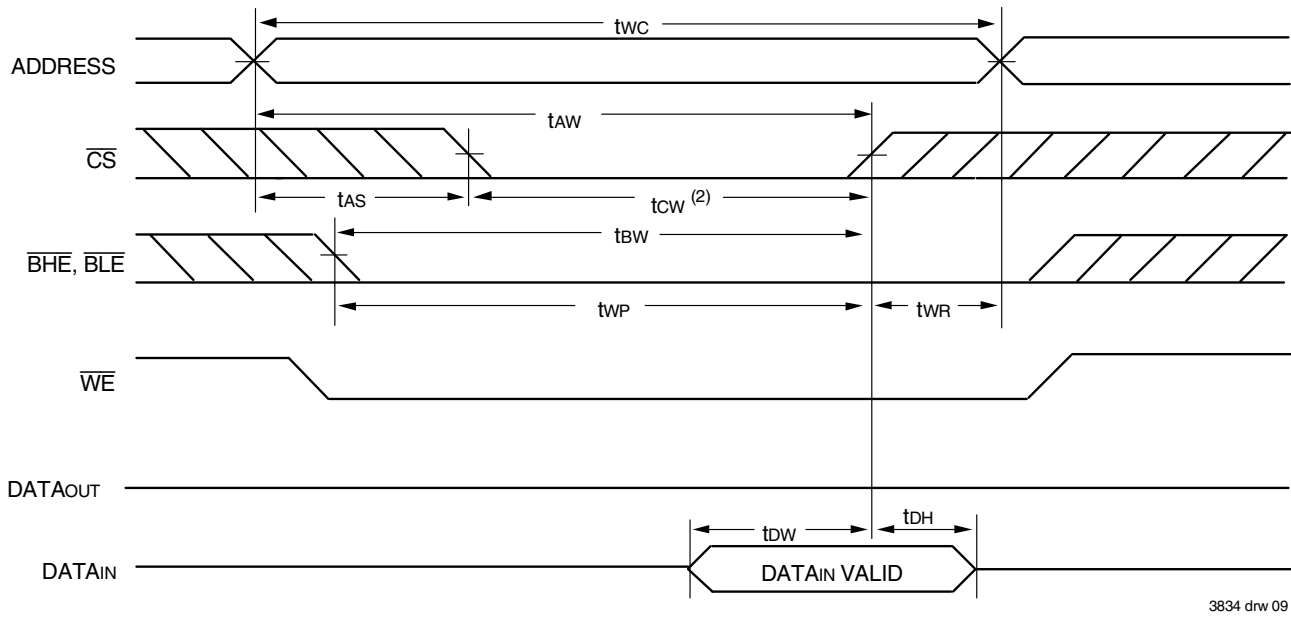 tWC
ADDRESS
tAW
CS
tAS
tCW (2)
tBW
BHE, BLE
tWP
tWR
WE
DATAOUT
tDW
tDH
DATAIN
DATAIN VALID
3834 drw 09